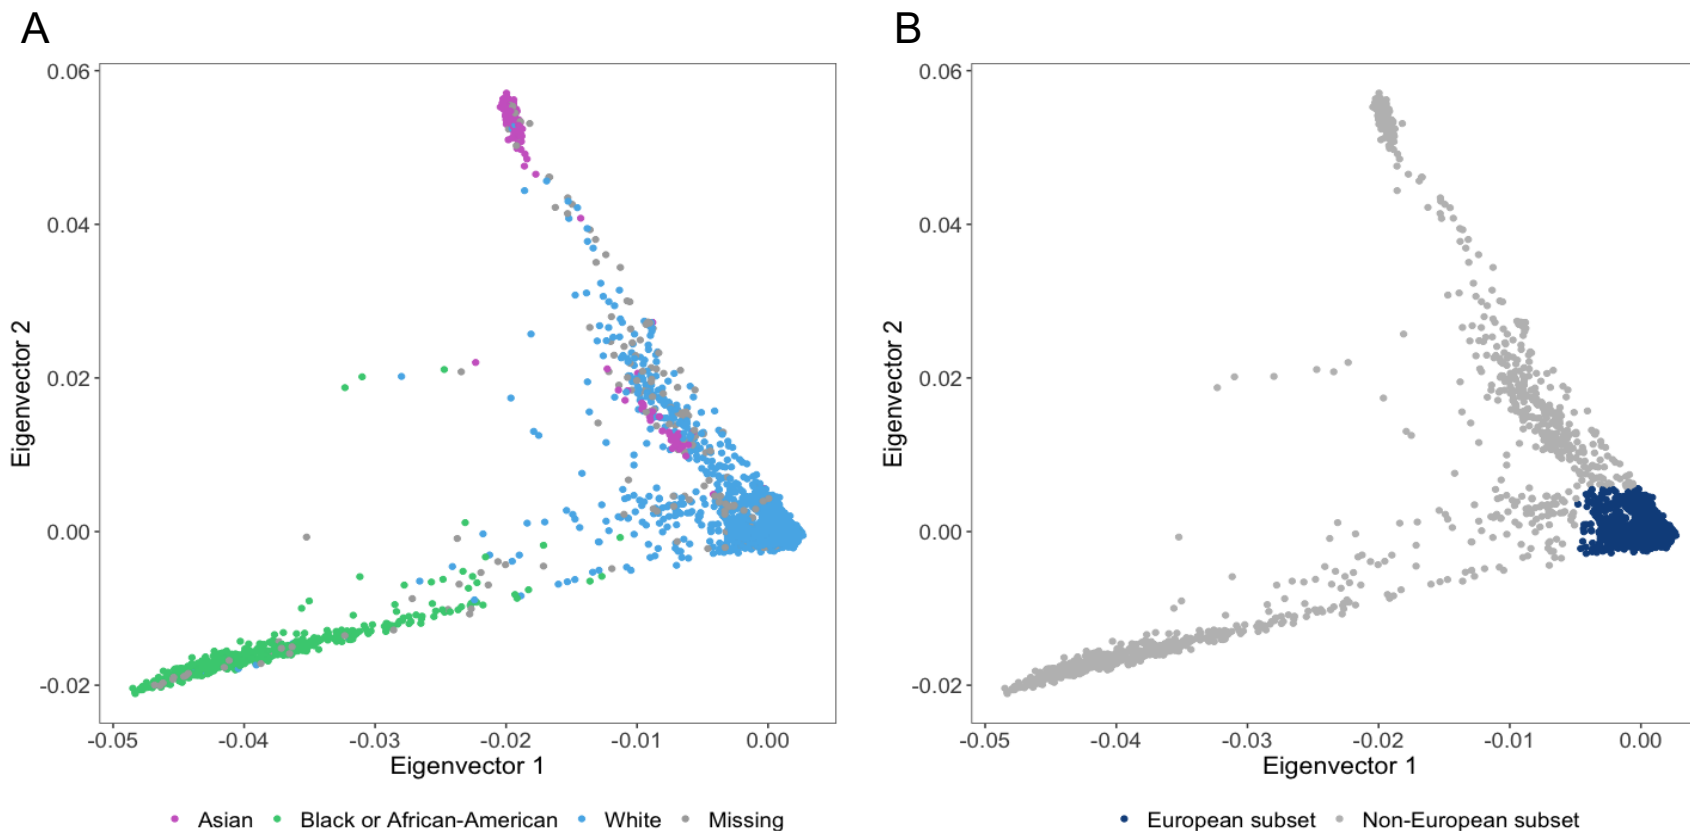 A
B
0.06
0.04
0.02
0.00
-0.02
Eigenvector 2
-0.05 -0.04 -0.03 -0.02 -0.01 0.00
Eigenvector 1
Asian Black or African-American White Missing
0.06
0.04
0.02
0.00
-0.02
Eigenvector 2
-0.05 -0.04 -0.03 -0.02 -0.01 0.00
Eigenvector 1
European subset Non-European subset